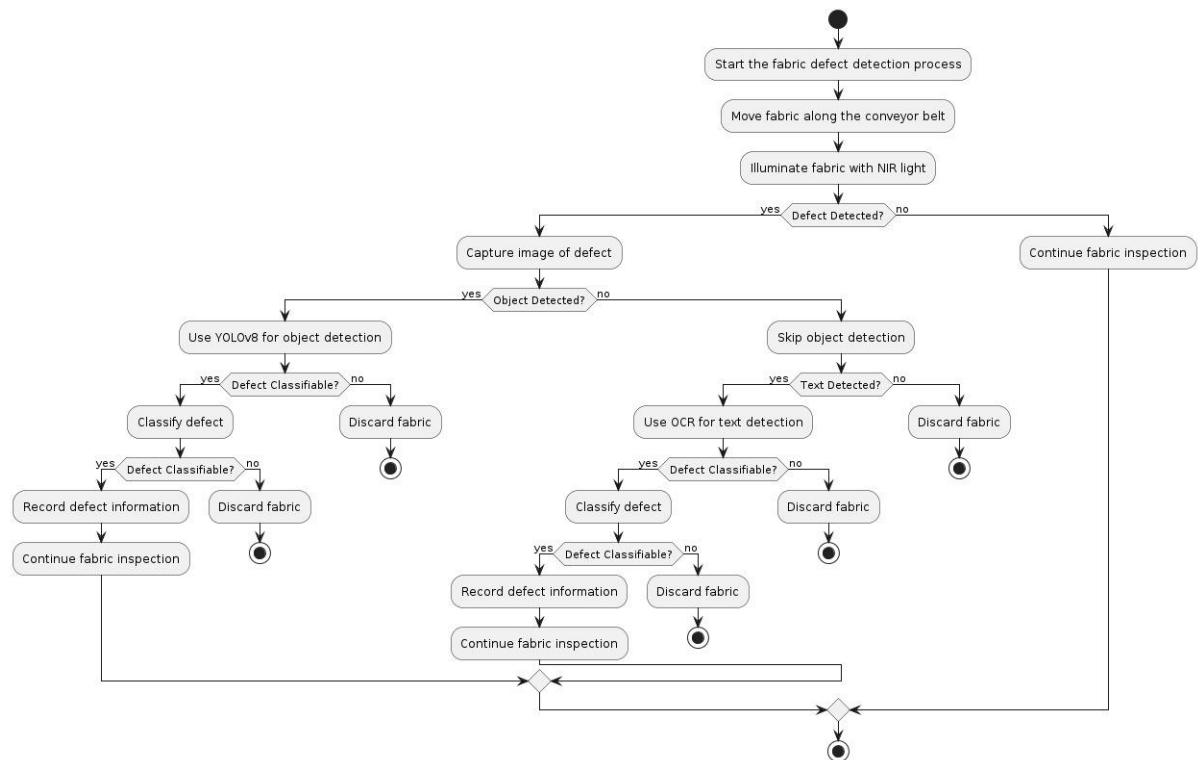 Start the fabric defect detection process
Move fabric along the conveyor belt
Illuminate fabric with NIR light
yes
Defect Detected?
no
Capture image of defect
Continue fabric inspection
yes
Object Detected?
no
Use YOLOv8 for object detection
Skip object detection
yes
Defect Classifiable?
no
yes
Text Detected?
no
Classify defect
Discard fabric
Use OCR for text detection
Discard fabric
yes
Defect Classifiable?
no
yes
Defect Classifiable?
no
Record defect information
Discard fabric
Classify defect
Discard fabric
Continue fabric inspection
yes
Defect Classifiable?
no
Record defect information
Discard fabric
Continue fabric inspection